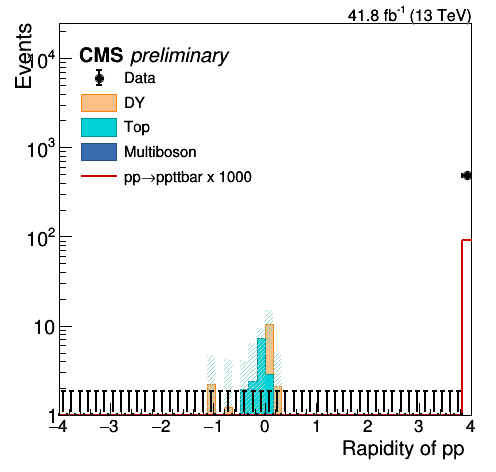 41.8 fb⁻¹ (13 TeV)
Events
CMS preliminary
Data
DY
Top
Multiboson
pp→ppttbar x 1000
10⁴
10³
10²
10
1
−4 −3 −2 −1 0 1 2 3 4
Rapidity of pp